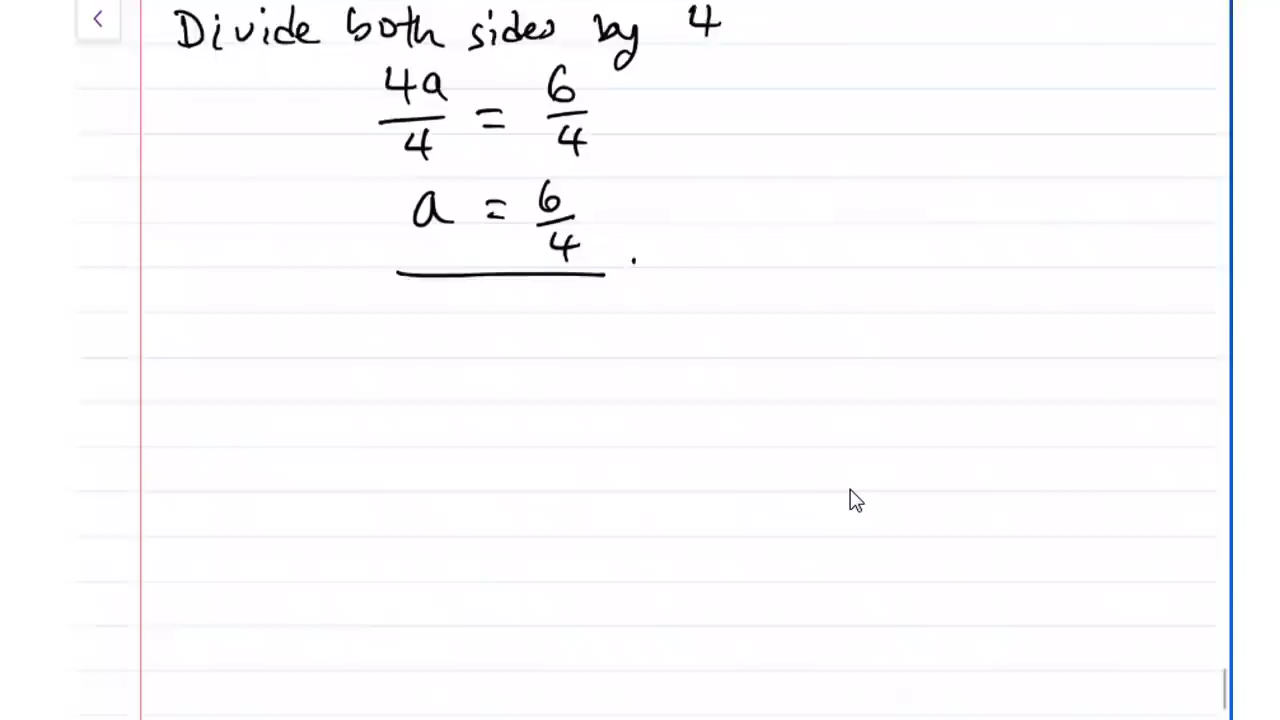 Divide both sides by 4
4a/4 = 6/4
a = 6/4 .